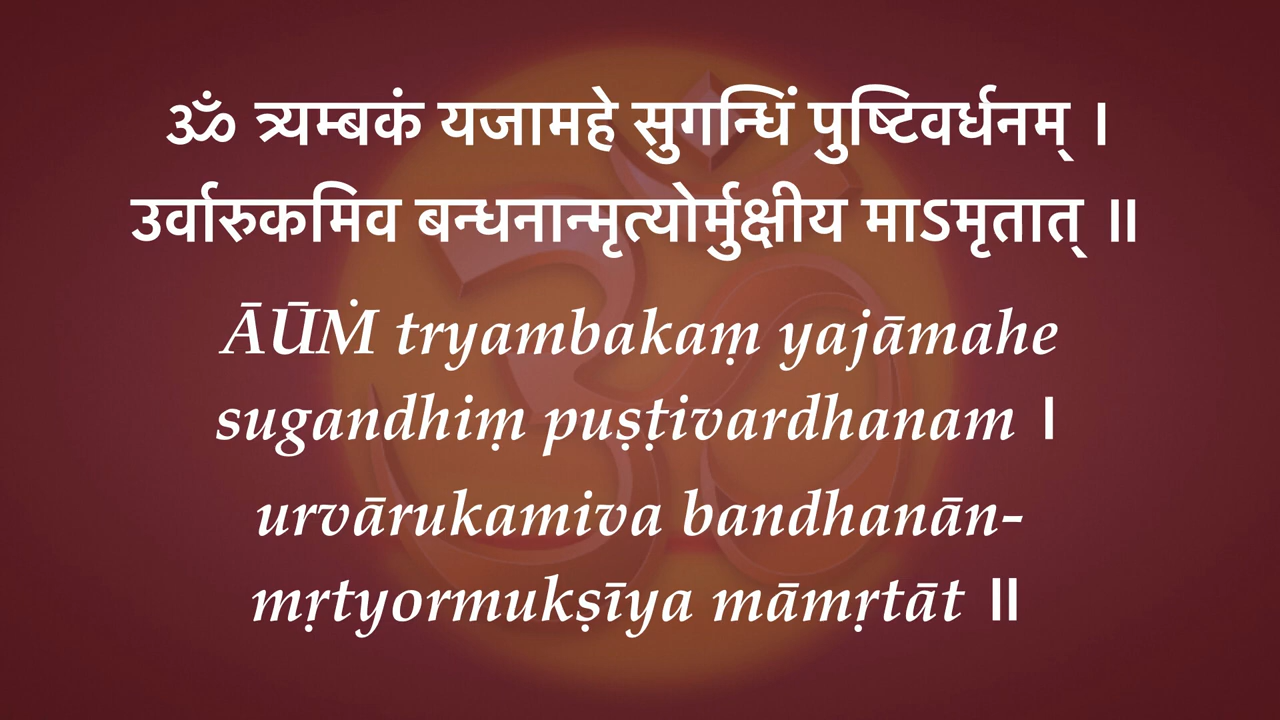 ॐ त्र्यम्बकं यजामहे सुगन्धिं पुष्टिवर्धनम् ।
उर्वारुकमिव बन्धनान्मृत्योर्मुक्षीय माऽमृतात् ॥
ĀŪṀ tryambakaṃ yajāmahe
sugandhiṃ puṣṭivardhanam ।
urvārukamiva bandhanān-
mṛtyormukṣīya māmṛtāt ॥